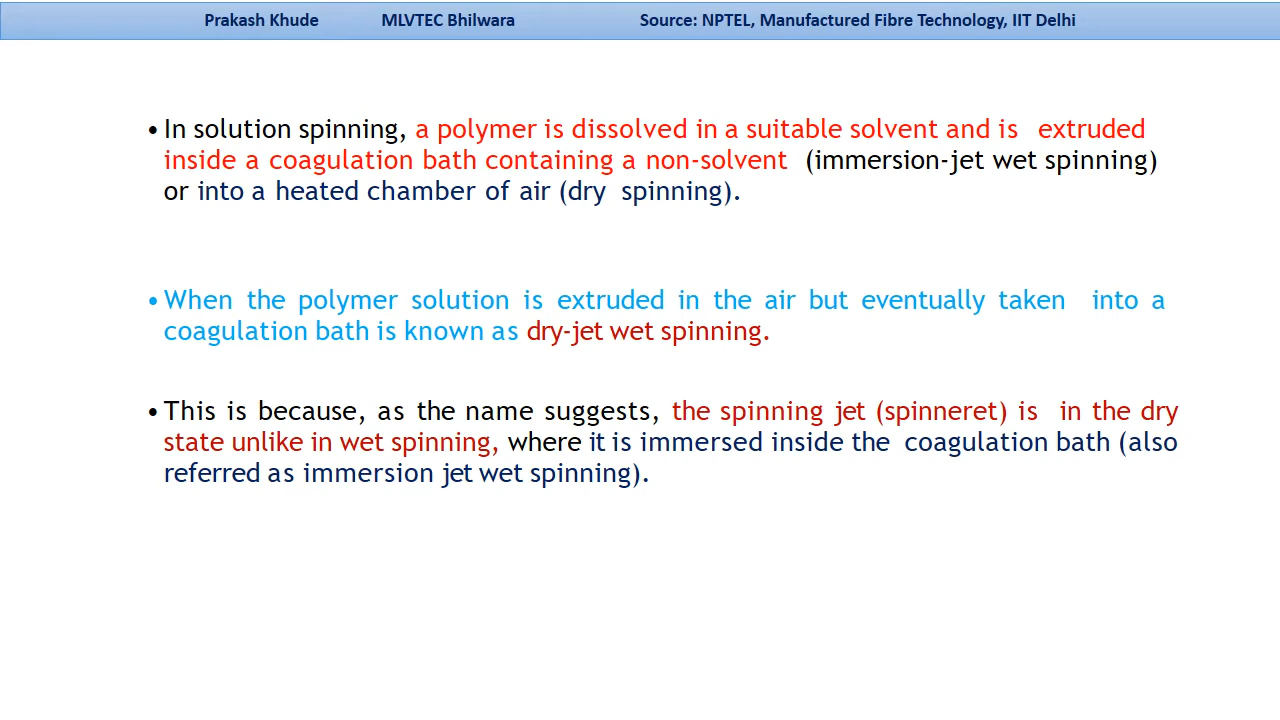 Prakash Khude MLVTEC Bhilwara Source: NPTEL, Manufactured Fibre Technology, IIT Delhi
• In solution spinning, a polymer is dissolved in a suitable solvent and is extruded
inside a coagulation bath containing a non-solvent (immersion-jet wet spinning)
or into a heated chamber of air (dry spinning).
• When the polymer solution is extruded in the air but eventually taken into a
coagulation bath is known as dry-jet wet spinning.
• This is because, as the name suggests, the spinning jet (spinneret) is in the dry
state unlike in wet spinning, where it is immersed inside the coagulation bath (also
referred as immersion jet wet spinning).